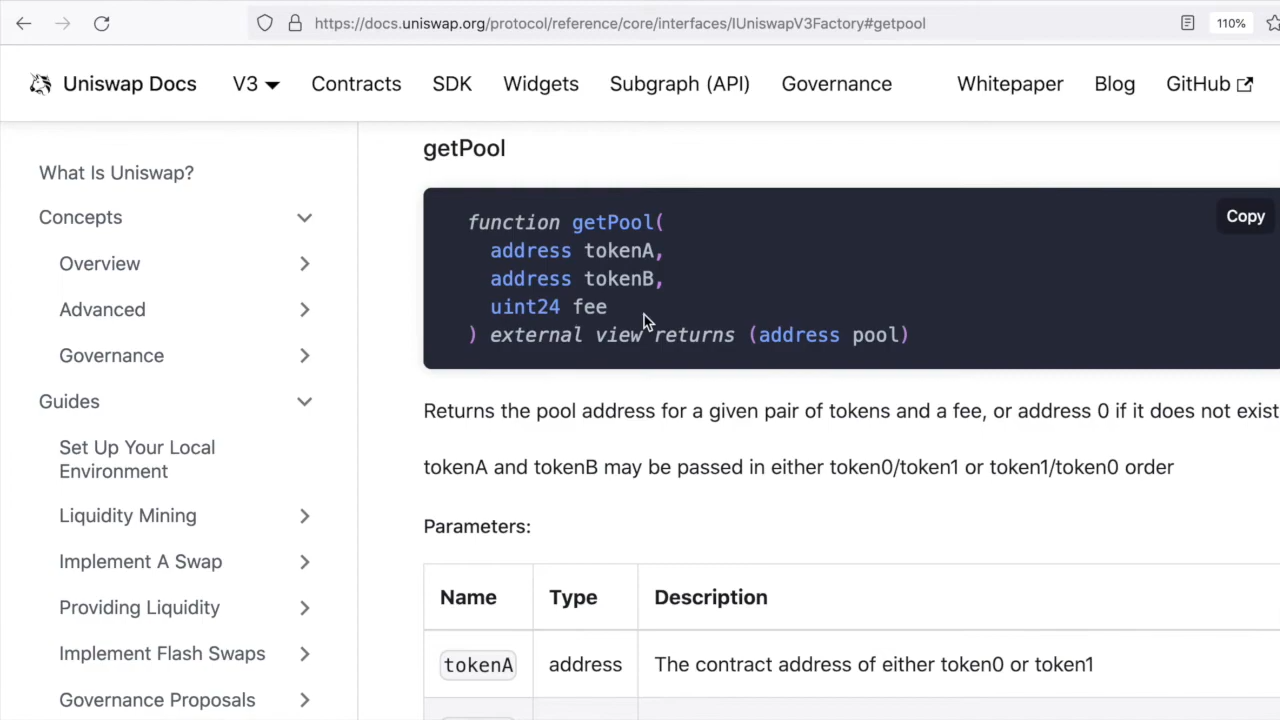 https://docs.uniswap.org/protocol/reference/core/interfaces/IUniswapV3Factory#getpool
110%
Uniswap Docs
V3
Contracts
SDK
Widgets
Subgraph (API)
Governance
Whitepaper
Blog
GitHub
What Is Uniswap?
Concepts
Overview
Advanced
Governance
Guides
Set Up Your Local
Environment
Liquidity Mining
Implement A Swap
Providing Liquidity
Implement Flash Swaps
Governance Proposals
getPool
Copy
function getPool(
address tokenA,
address tokenB,
uint24 fee
) external view returns (address pool)
Returns the pool address for a given pair of tokens and a fee, or address 0 if it does not exist
tokenA and tokenB may be passed in either token0/token1 or token1/token0 order
Parameters:
Name Type Description
tokenA address The contract address of either token0 or token1